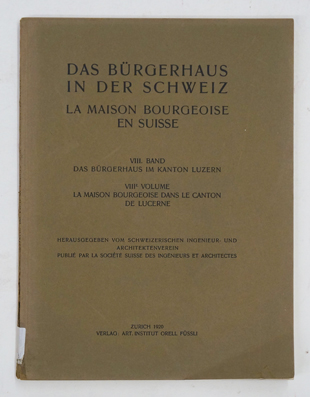 DAS BÜRGERHAUS
IN DER SCHWEIZ
LA MAISON BOURGEOISE
EN SUISSE
VIII. BAND
DAS BÜRGERHAUS IM KANTON LUZERN
VIIIᵉ VOLUME
LA MAISON BOURGEOISE DANS LE CANTON
DE LUCERNE
HERAUSGEGEBEN VOM SCHWEIZERISCHEN INGENIEUR- UND
ARCHITEKTENVEREIN
PUBLIÉ PAR LA SOCIÉTÉ SUISSE DES INGÉNIEURS ET ARCHITECTES
ZÜRICH 1920
VERLAG: ART. INSTITUT ORELL FÜSSLI